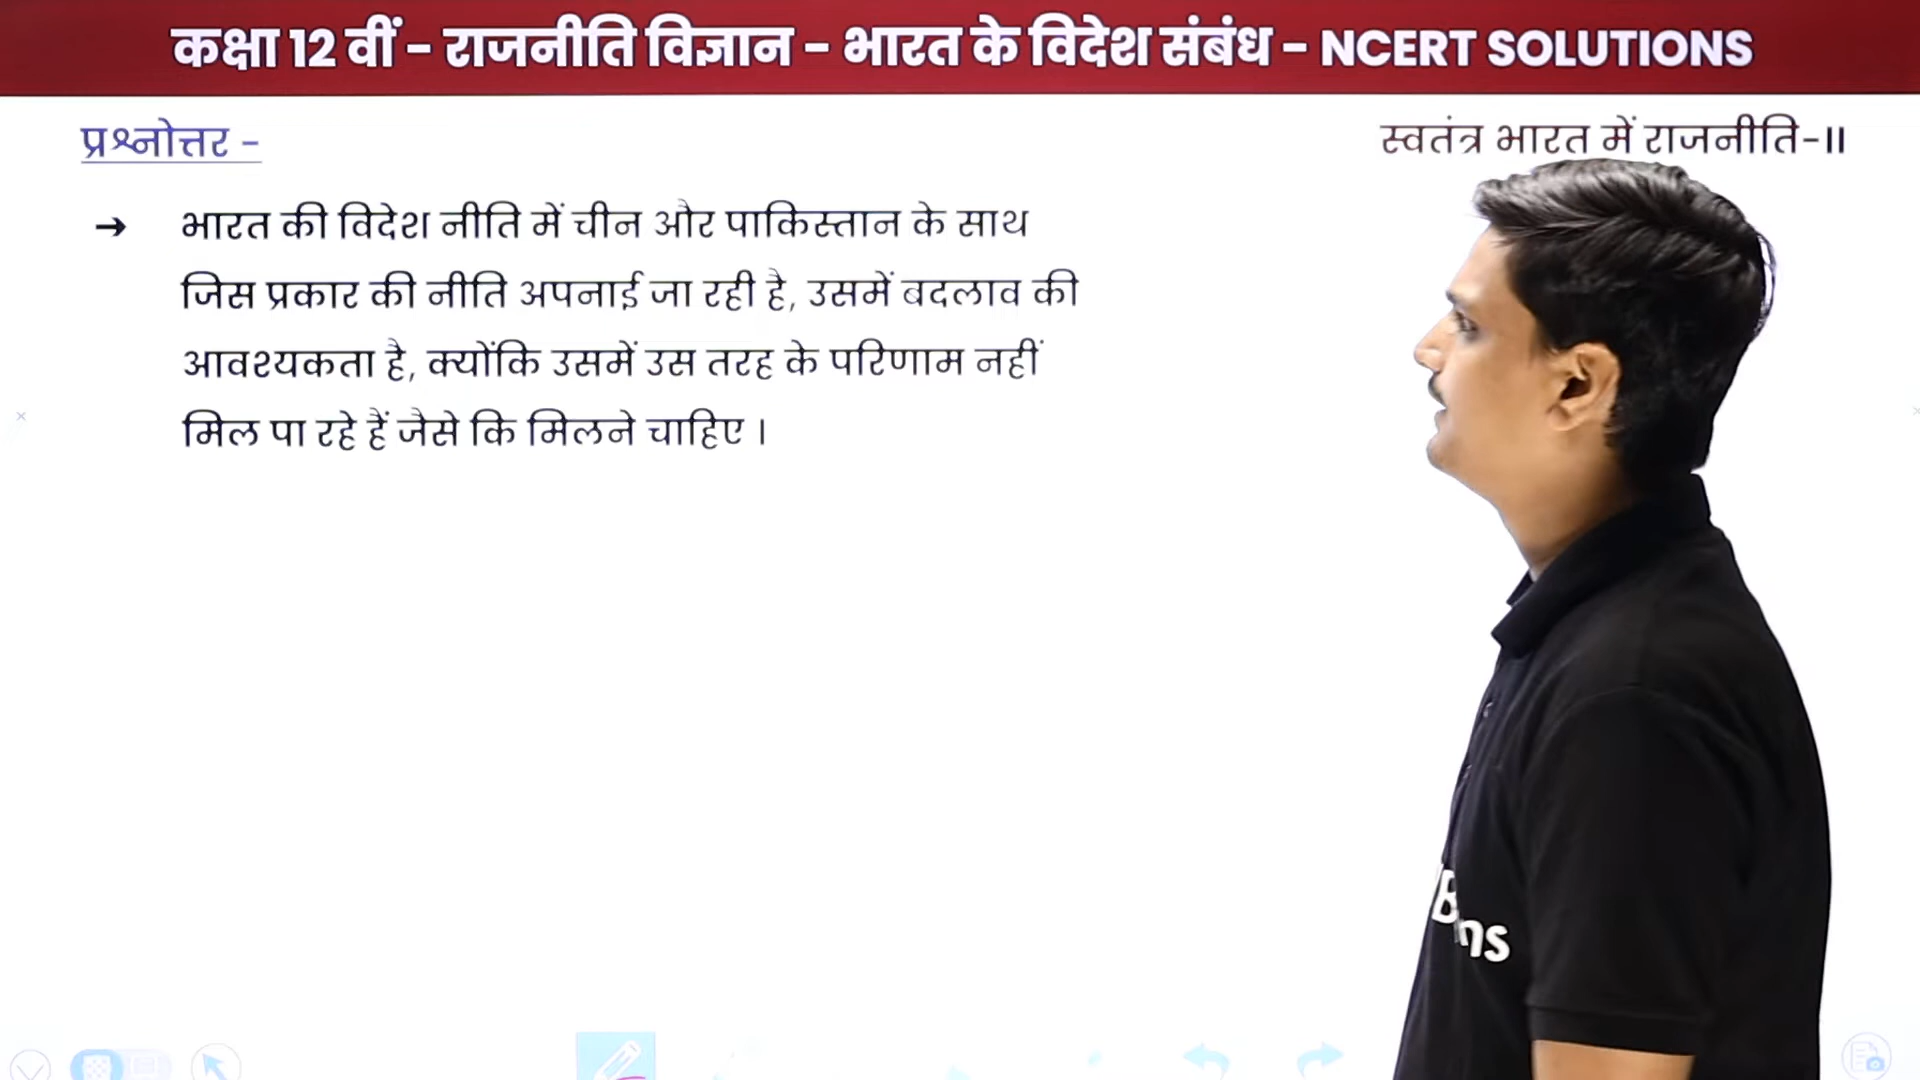 कक्षा 12 वीं – राजनीति विज्ञान – भारत के विदेश संबंध – NCERT SOLUTIONS
प्रश्नोत्तर –
स्वतंत्र भारत में राजनीति-II
→ भारत की विदेश नीति में चीन और पाकिस्तान के साथ
जिस प्रकार की नीति अपनाई जा रही है, उसमें बदलाव की
आवश्यकता है, क्योंकि उसमें उस तरह के परिणाम नहीं
मिल पा रहे हैं जैसे कि मिलने चाहिए ।